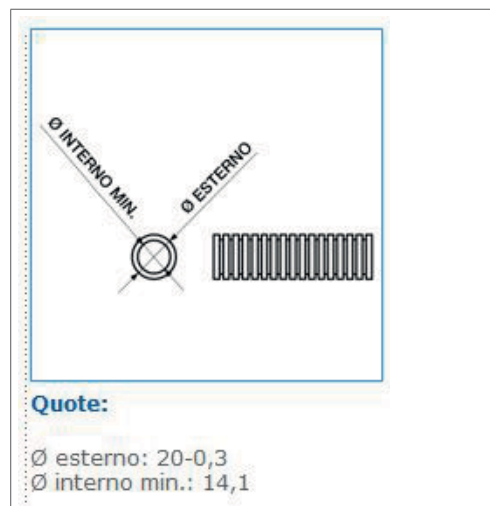 Ø INTERNO MIN.
Ø ESTERNO
Quote:
Ø esterno: 20-0,3
Ø interno min.: 14,1